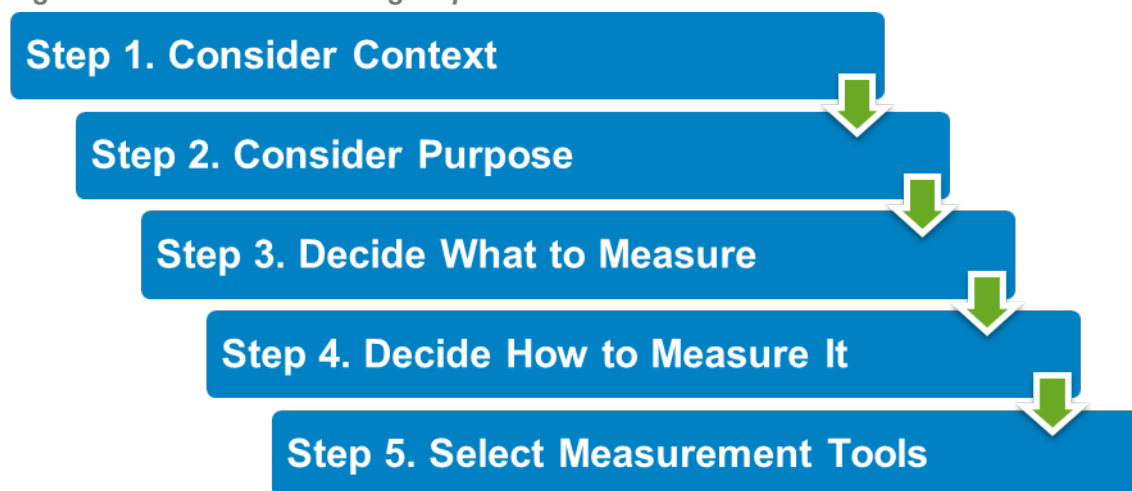 Step 1. Consider Context
Step 2. Consider Purpose
Step 3. Decide What to Measure
Step 4. Decide How to Measure It
Step 5. Select Measurement Tools